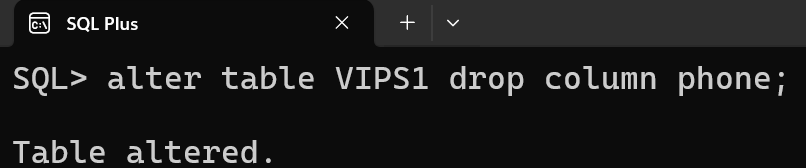 SQL Plus
SQL> alter table VIPS1 drop column phone;
Table altered.